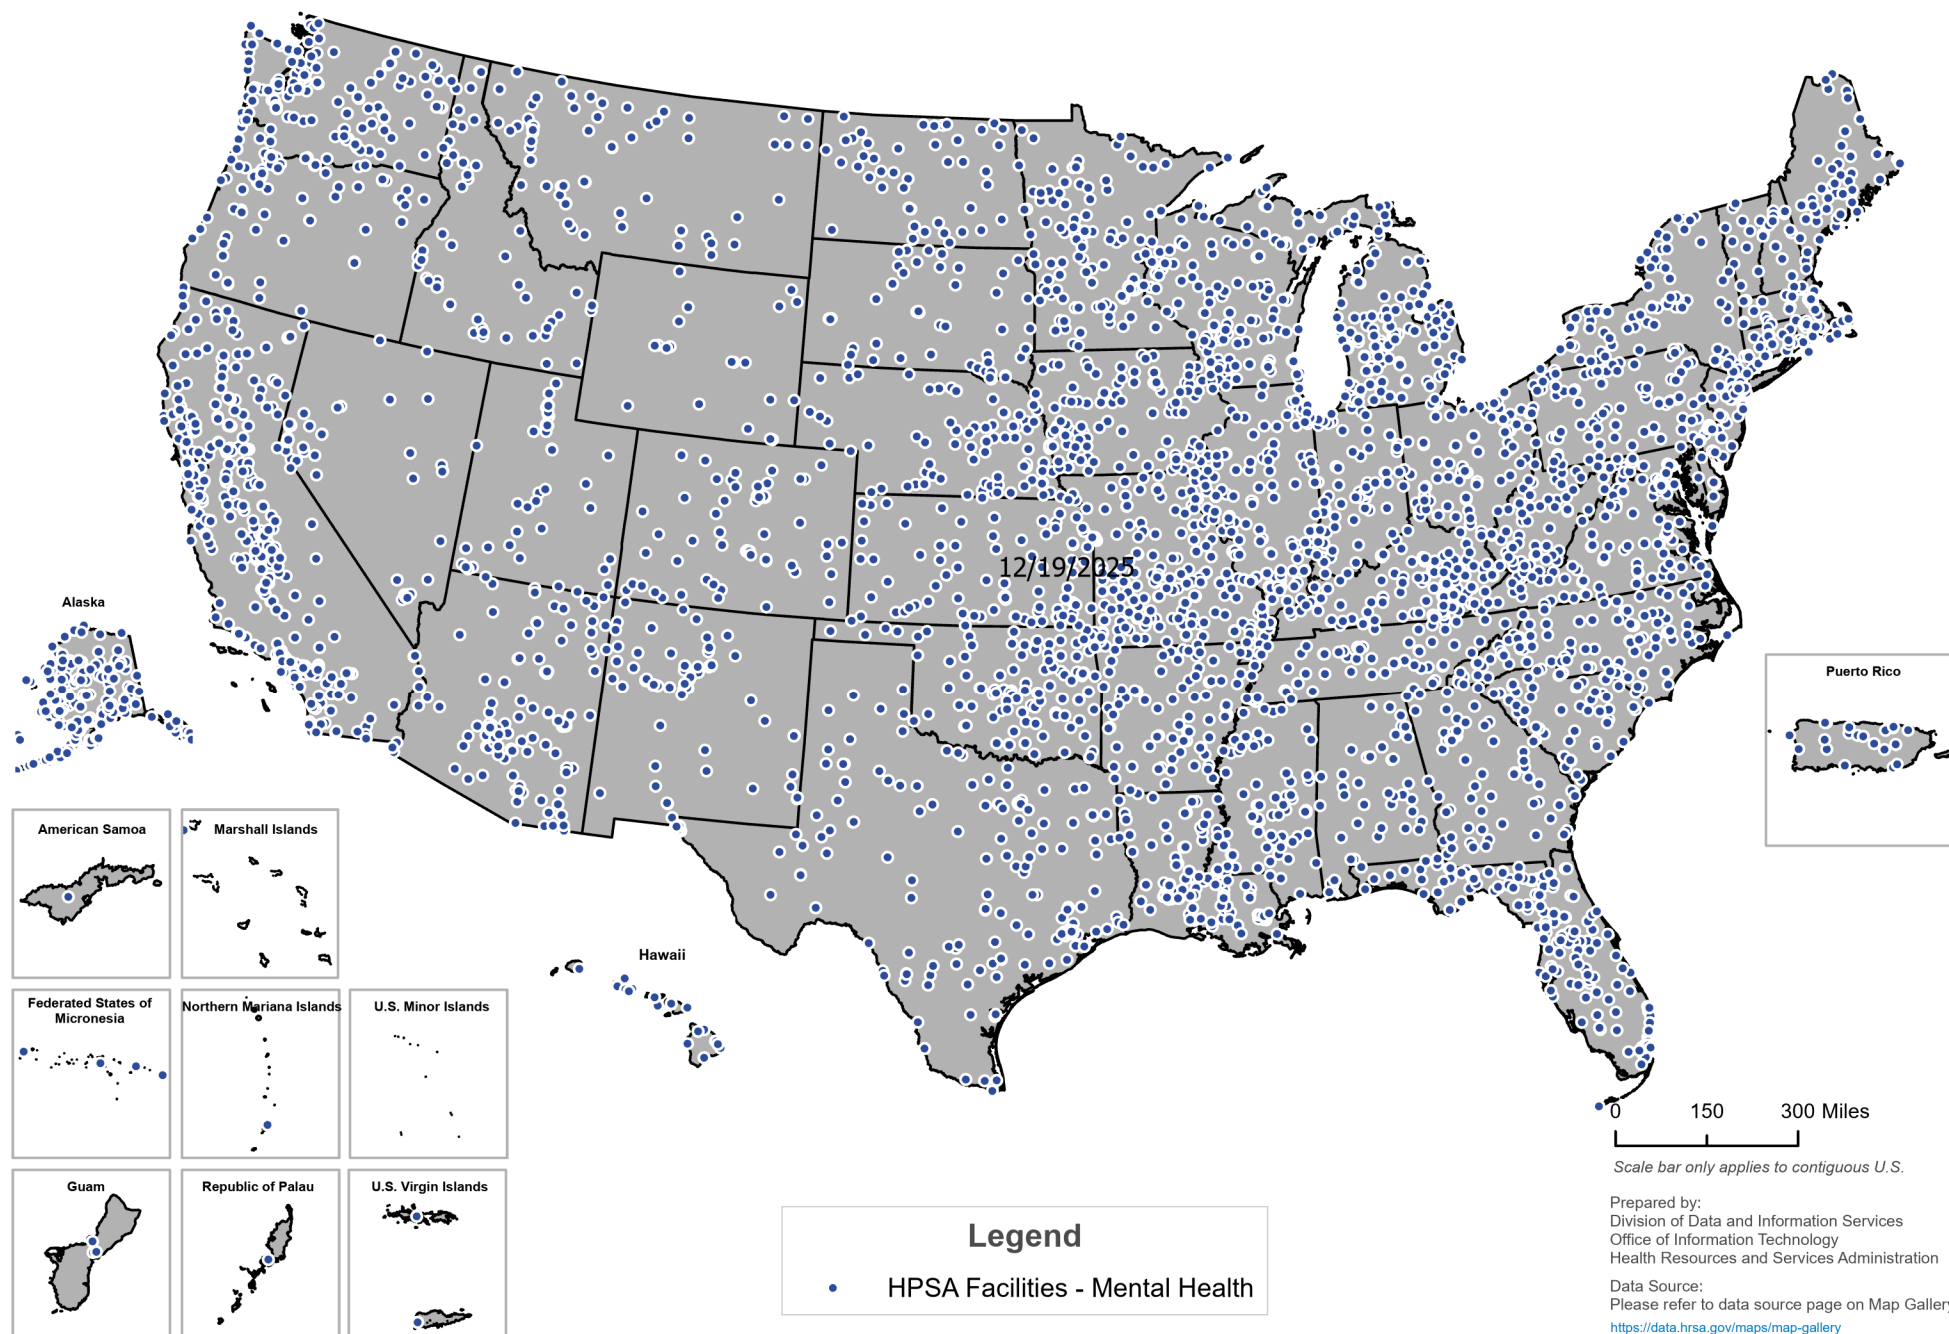 12/19/2025
Alaska
Puerto Rico
American Samoa
Marshall Islands
Hawaii
Federated States of
Micronesia
Northern Mariana Islands
U.S. Minor Islands
Guam
Republic of Palau
U.S. Virgin Islands
0 150 300 Miles
Scale bar only applies to contiguous U.S.
Legend
HPSA Facilities - Mental Health
Prepared by:
Division of Data and Information Services
Office of Information Technology
Health Resources and Services Administration
Data Source:
Please refer to data source page on Map Gallery
https://data.hrsa.gov/maps/map-gallery